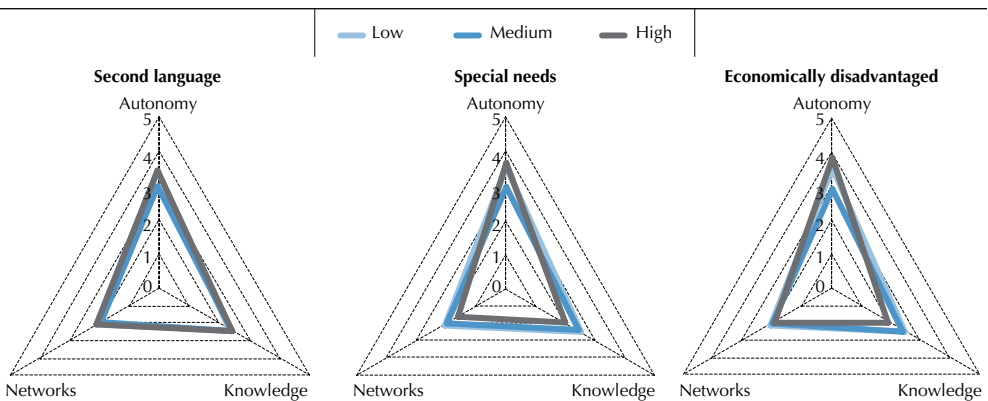 Low Medium High
Second language Special needs Economically disadvantaged
Autonomy Autonomy Autonomy
5 5 5
4 4 4
3 3 3
2 2 2
1 1 1
0 0 0
Networks Knowledge Networks Knowledge Networks Knowledge